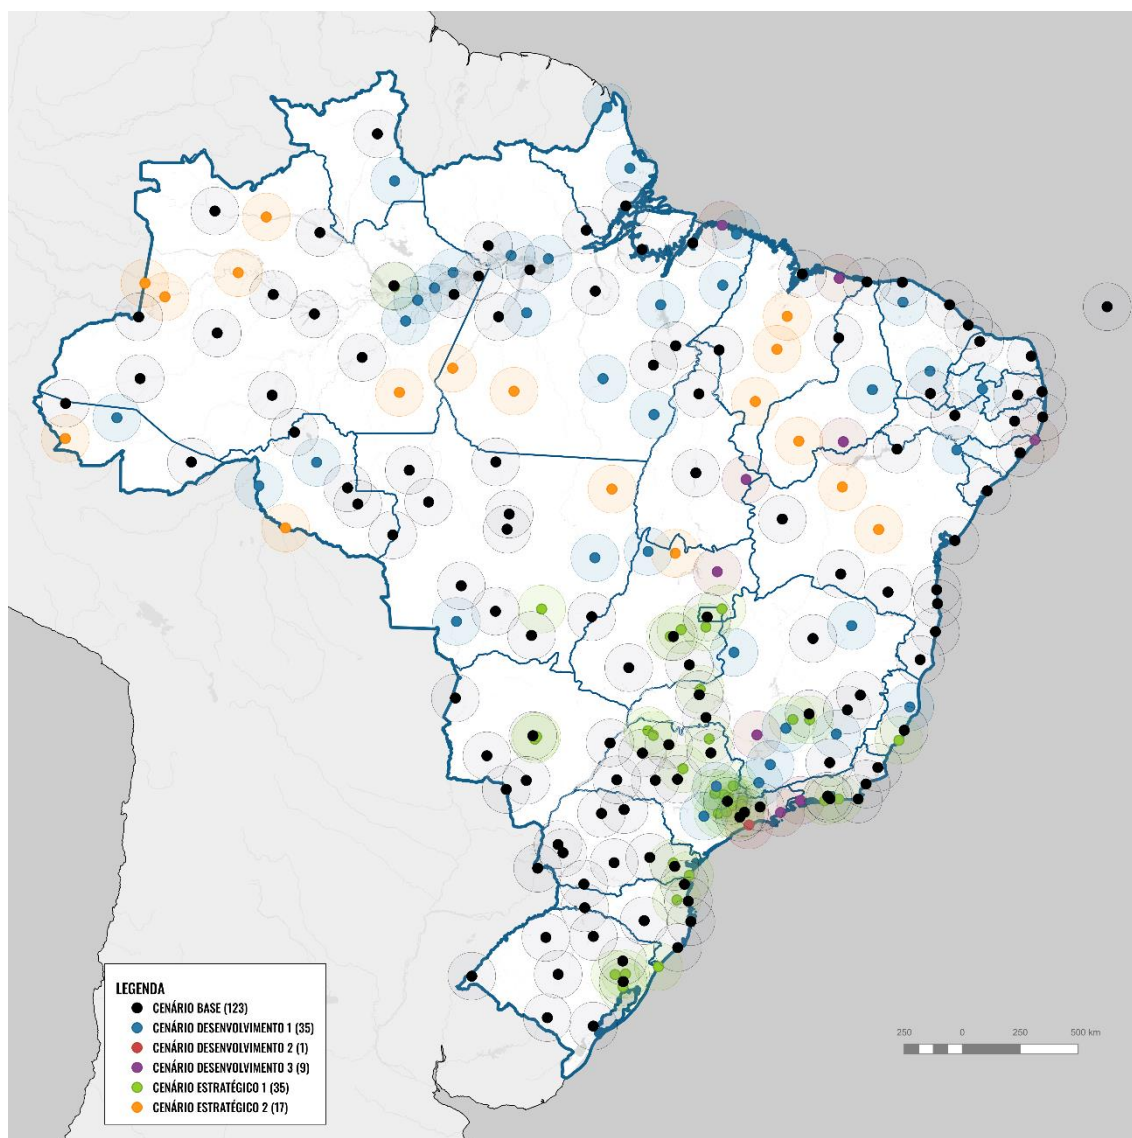 LEGENDA
CENÁRIO BASE (123)
CENÁRIO DESENVOLVIMENTO 1 (35)
CENÁRIO DESENVOLVIMENTO 2 (1)
CENÁRIO DESENVOLVIMENTO 3 (9)
CENÁRIO ESTRATÉGICO 1 (35)
CENÁRIO ESTRATÉGICO 2 (17)
250 0 250 500 km